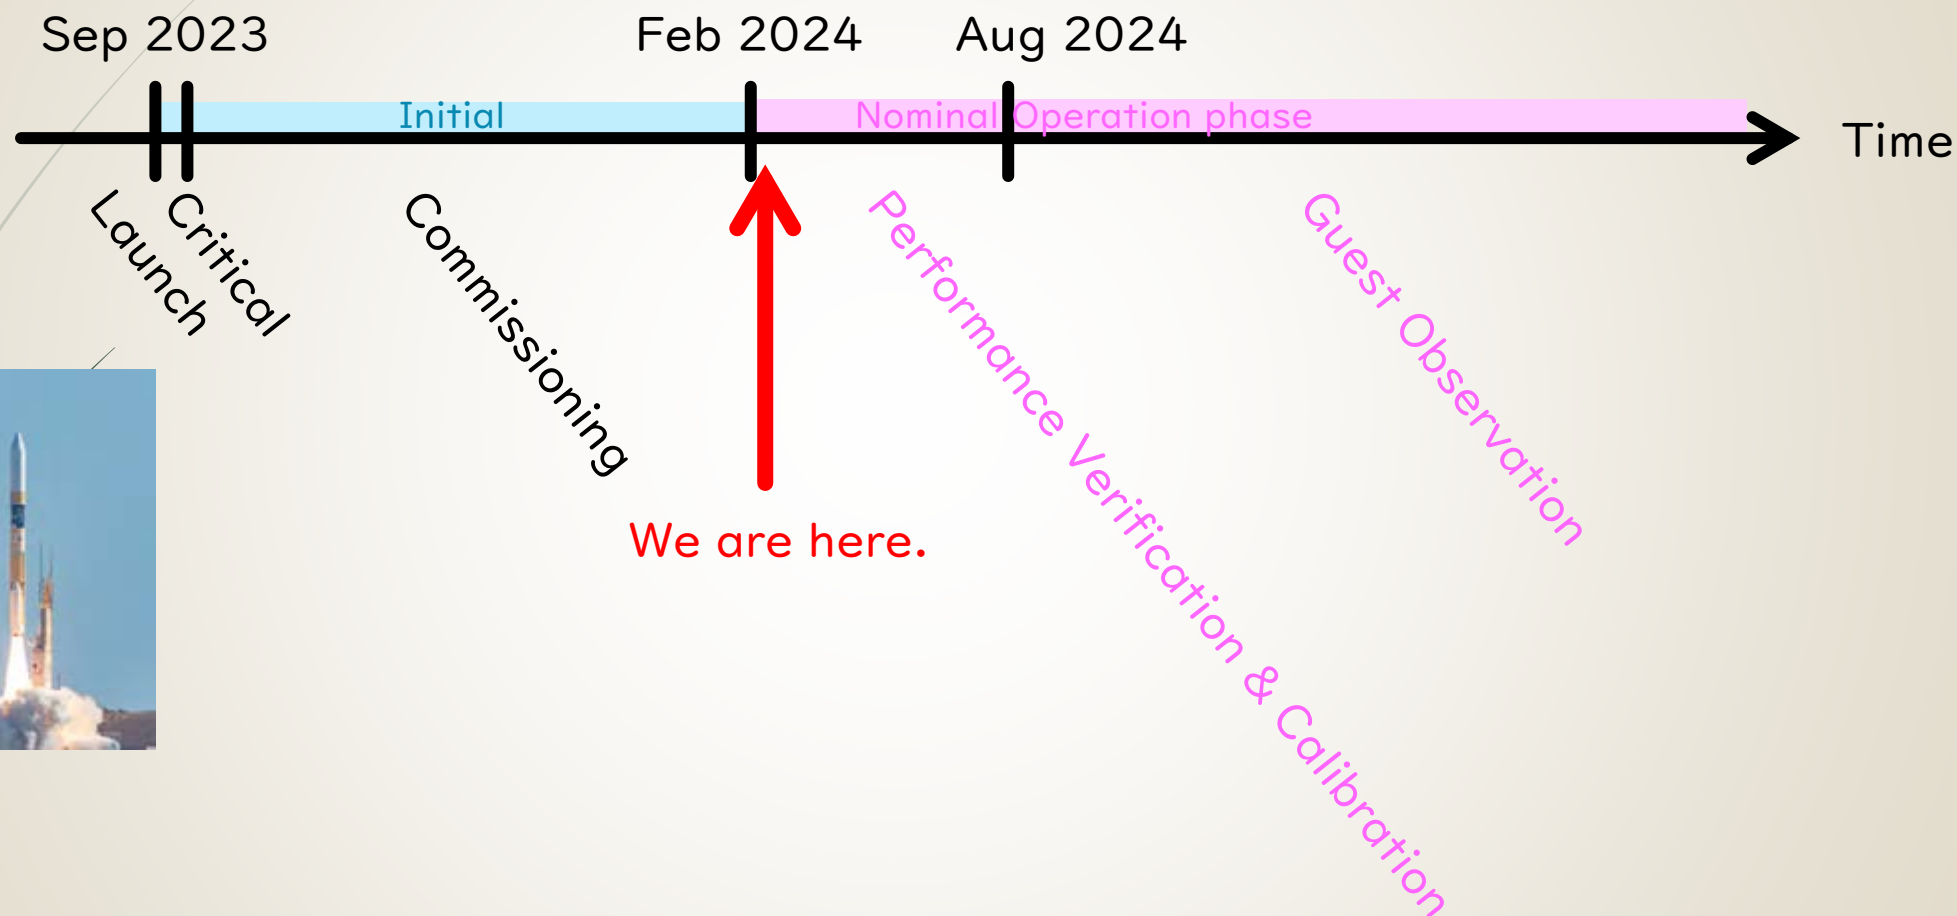 Sep 2023
Feb 2024
Aug 2024
Initial
Nominal Operation phase
Time
Launch
Critical
Commissioning
Performance Verification & Calibration
Guest Observation
We are here.